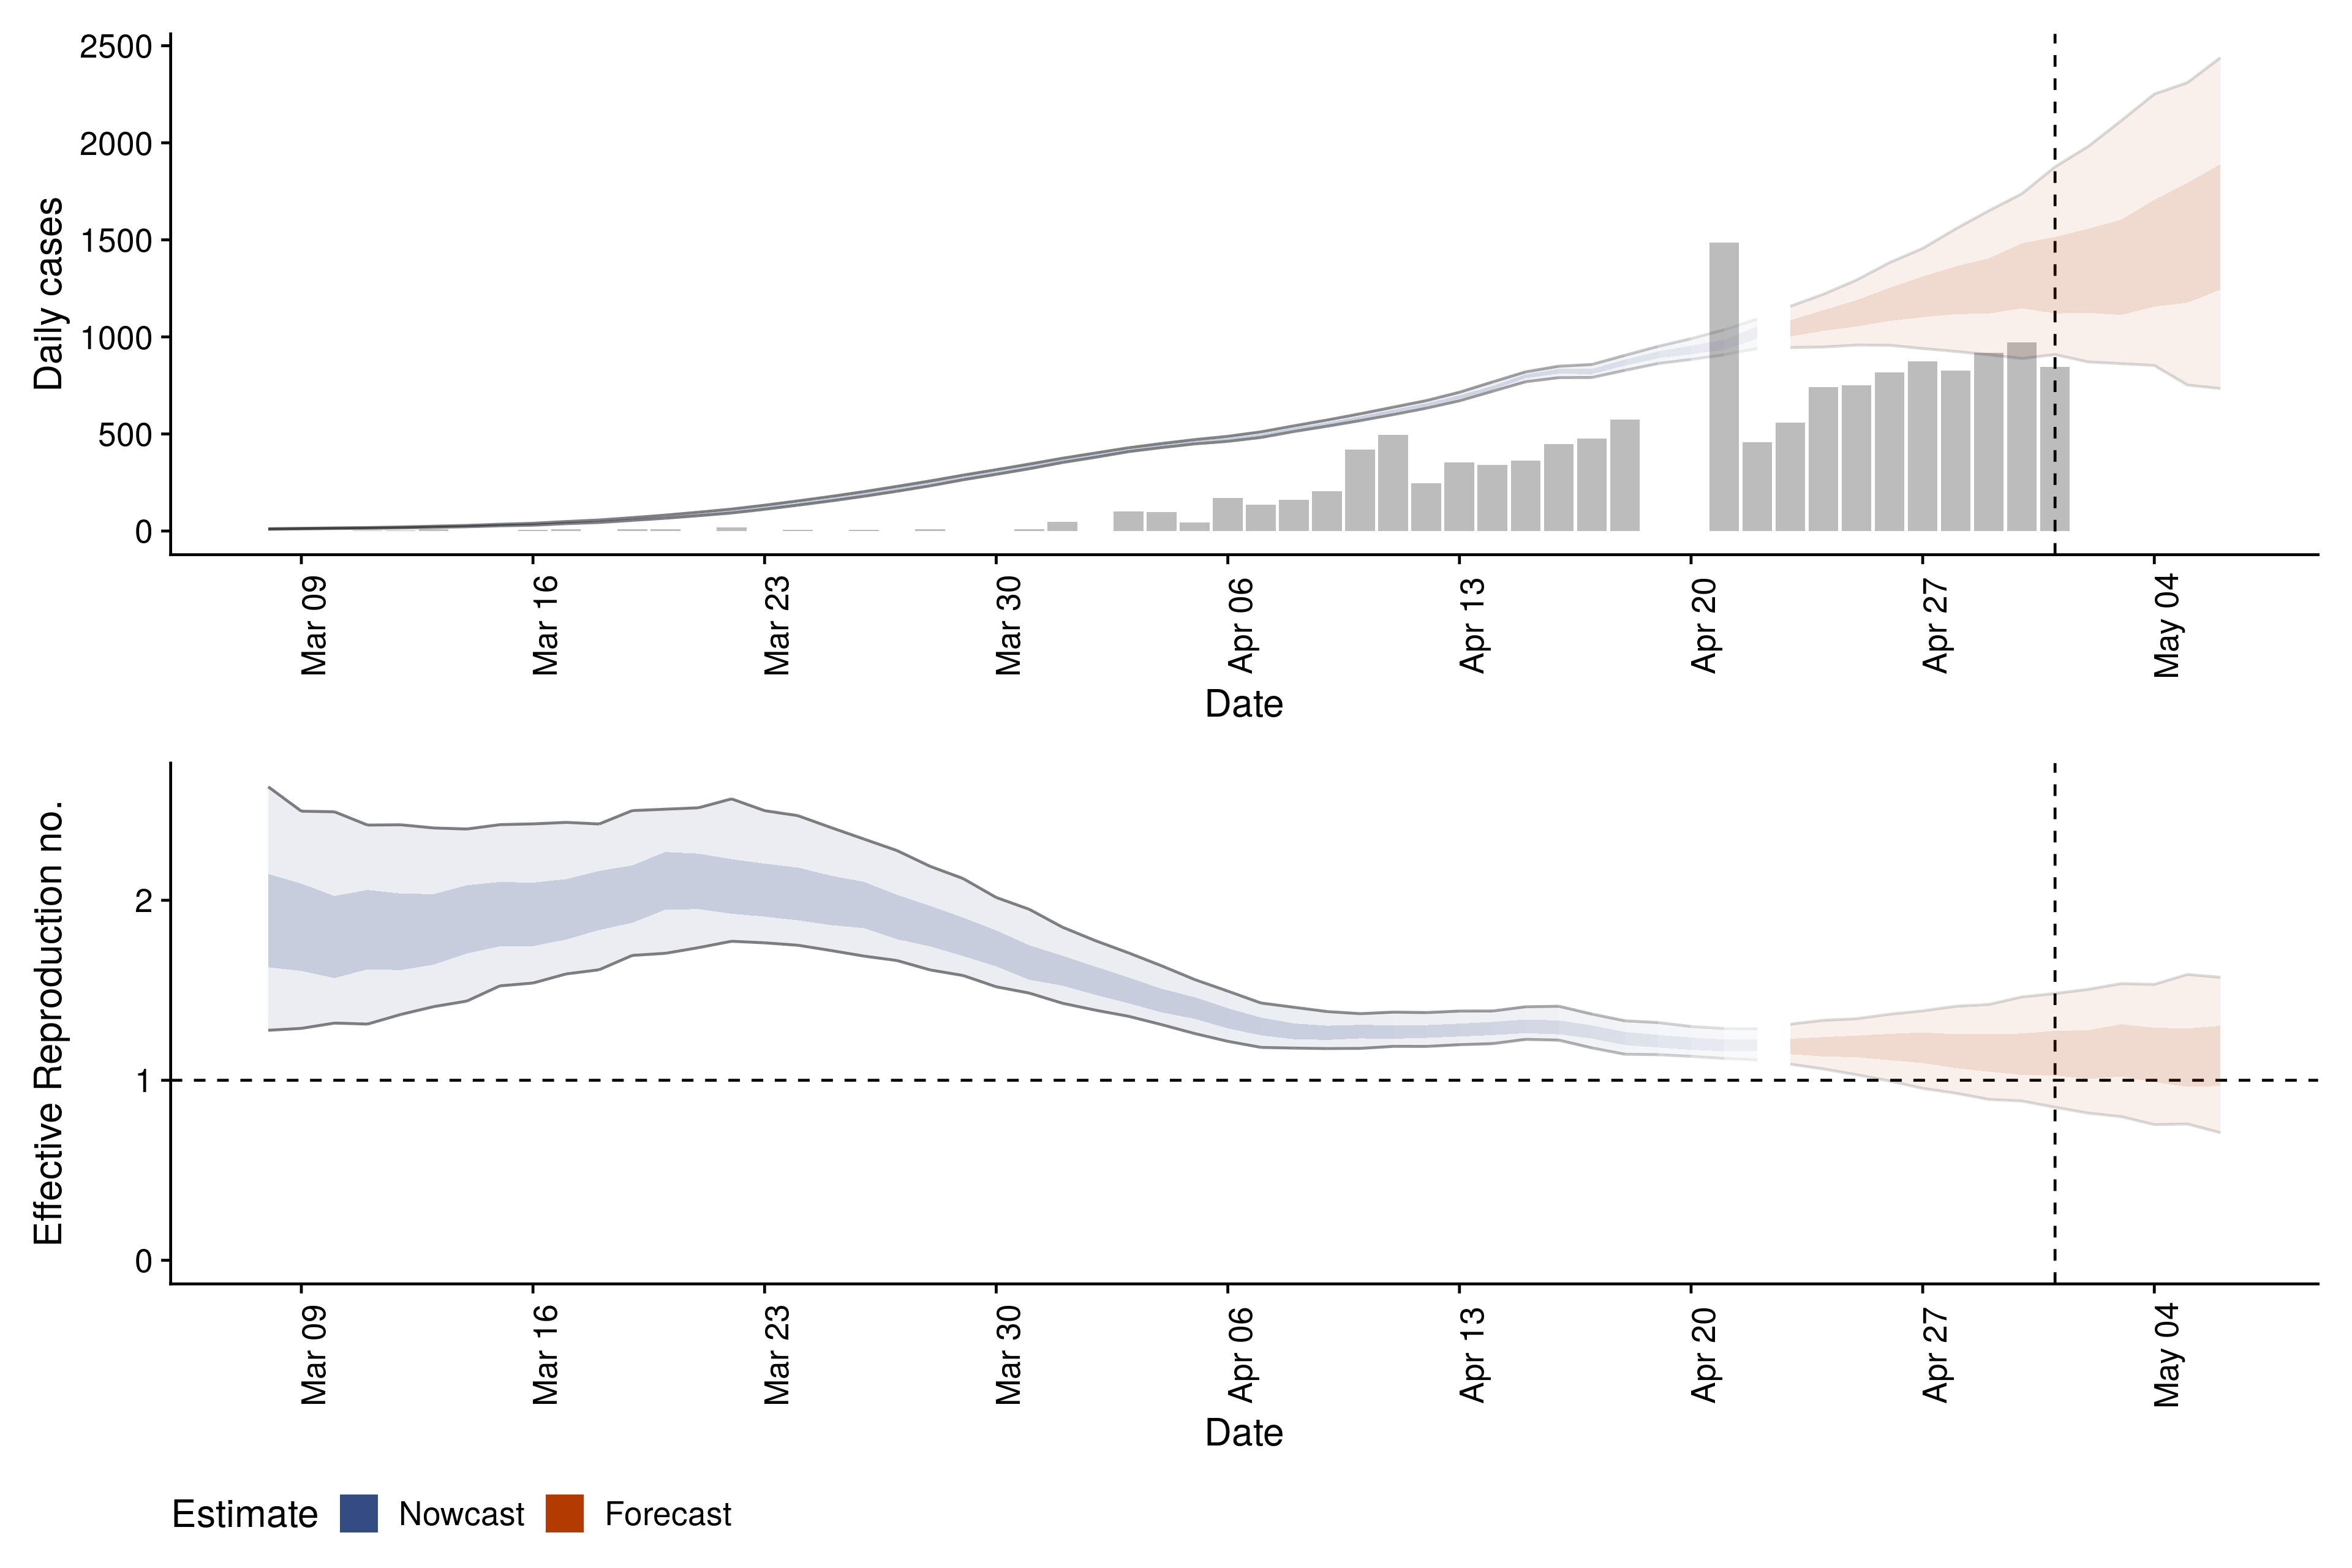 Daily cases
2500
2000
1500
1000
500
0
Mar 09
Mar 16
Mar 23
Mar 30
Apr 06
Apr 13
Apr 20
Apr 27
May 04
Date
Effective Reproduction no.
2
1
0
Mar 09
Mar 16
Mar 23
Mar 30
Apr 06
Apr 13
Apr 20
Apr 27
May 04
Date
Estimate Nowcast Forecast